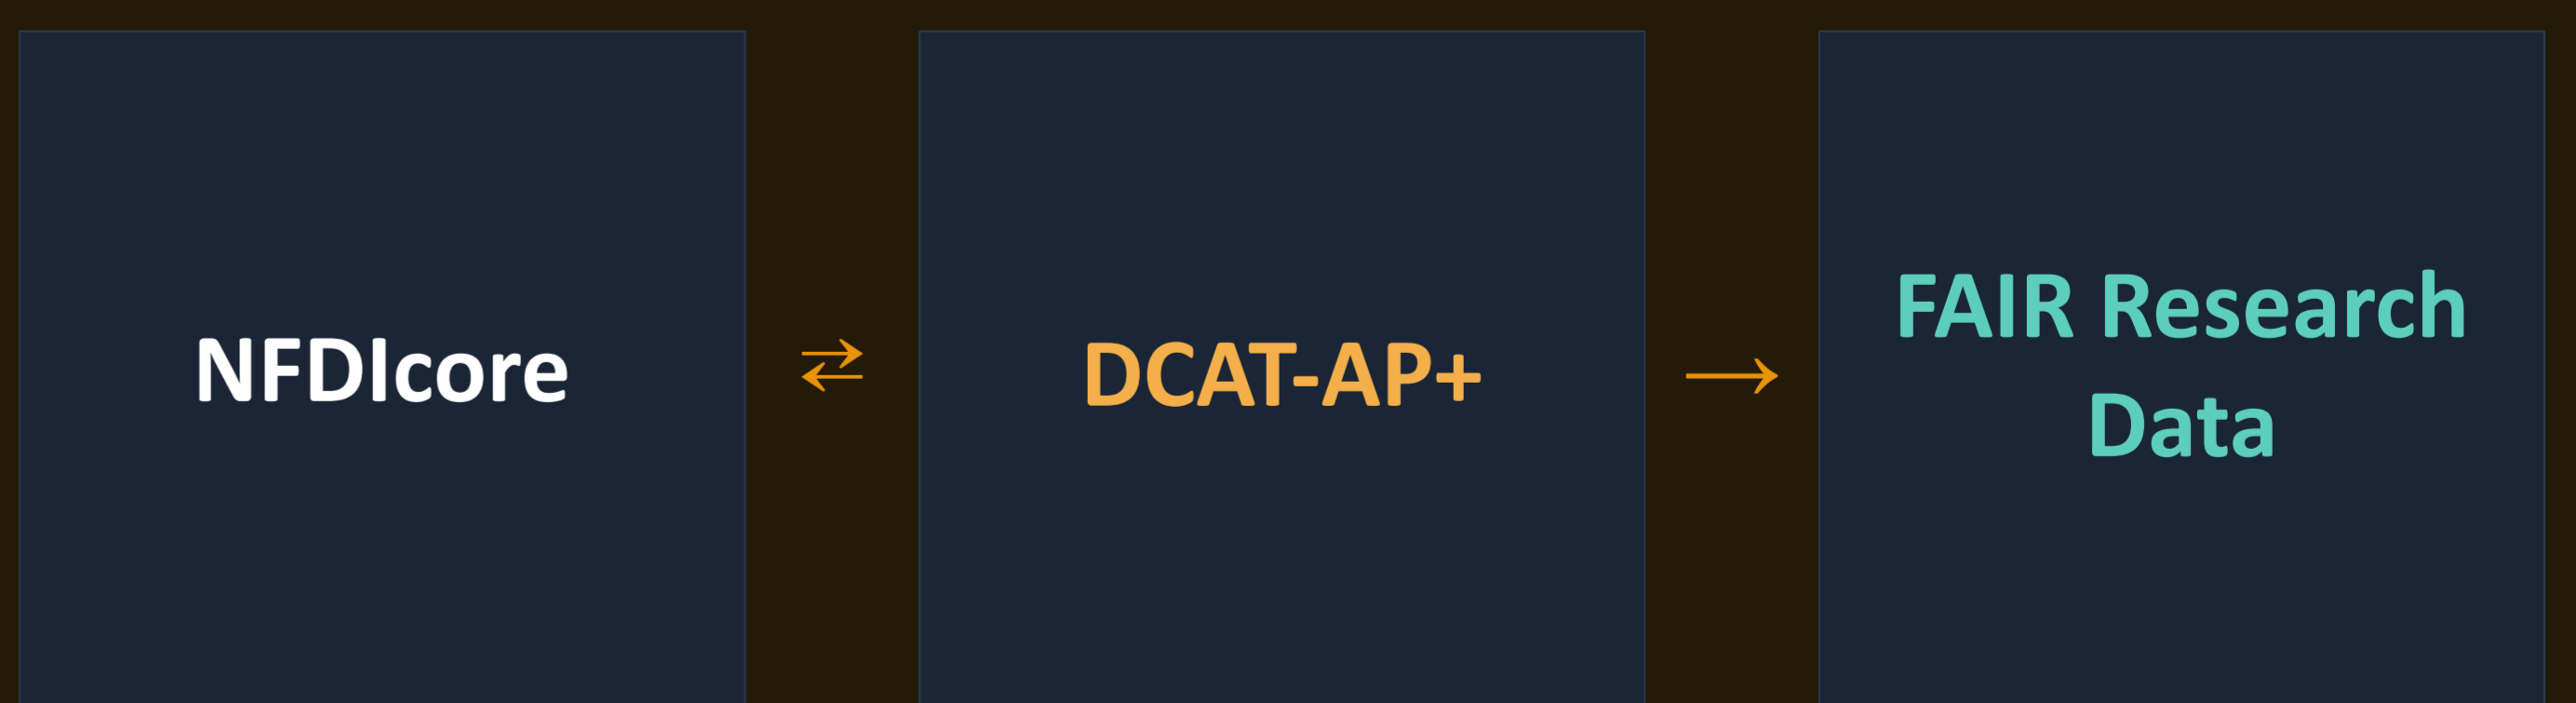 NFDIcore
⇄
DCAT-AP+
→
FAIR Research
Data